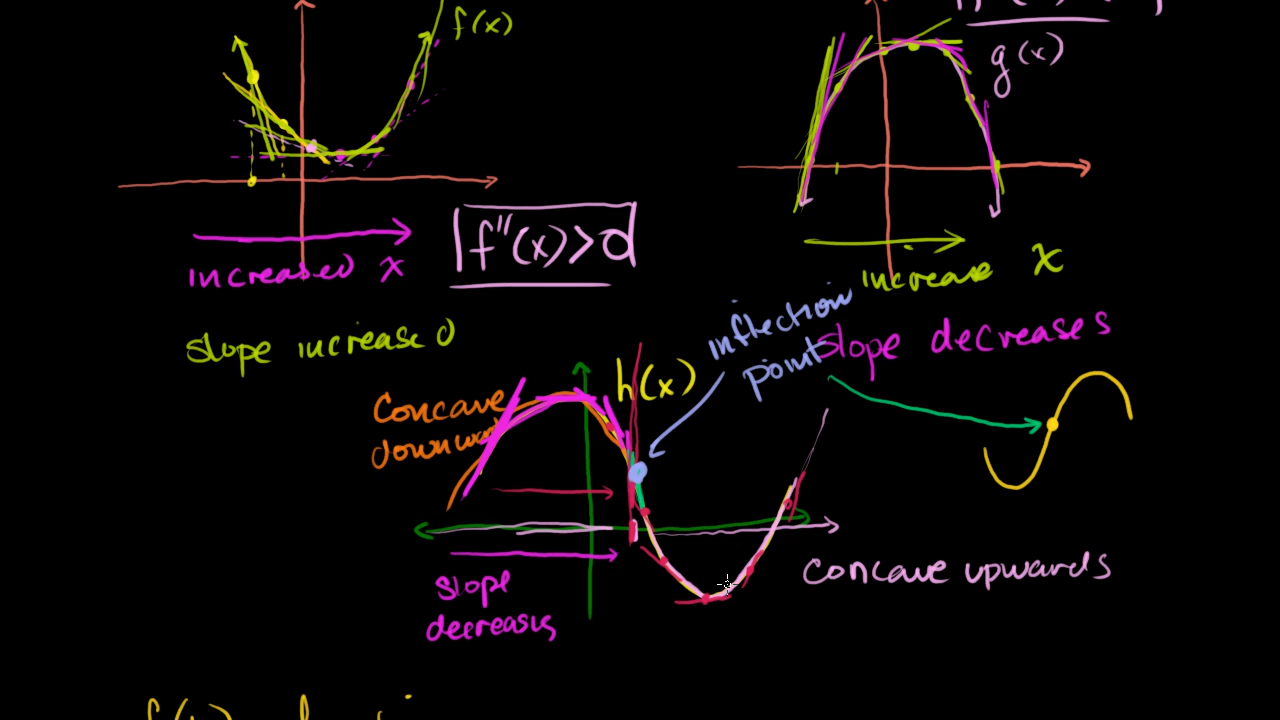 f(x)
g(x)
f''(x)>0
increased x
increase x
slope increased
slope decreases
inflection
point
h(x)
concave
downward
concave upwards
slope
decreasing